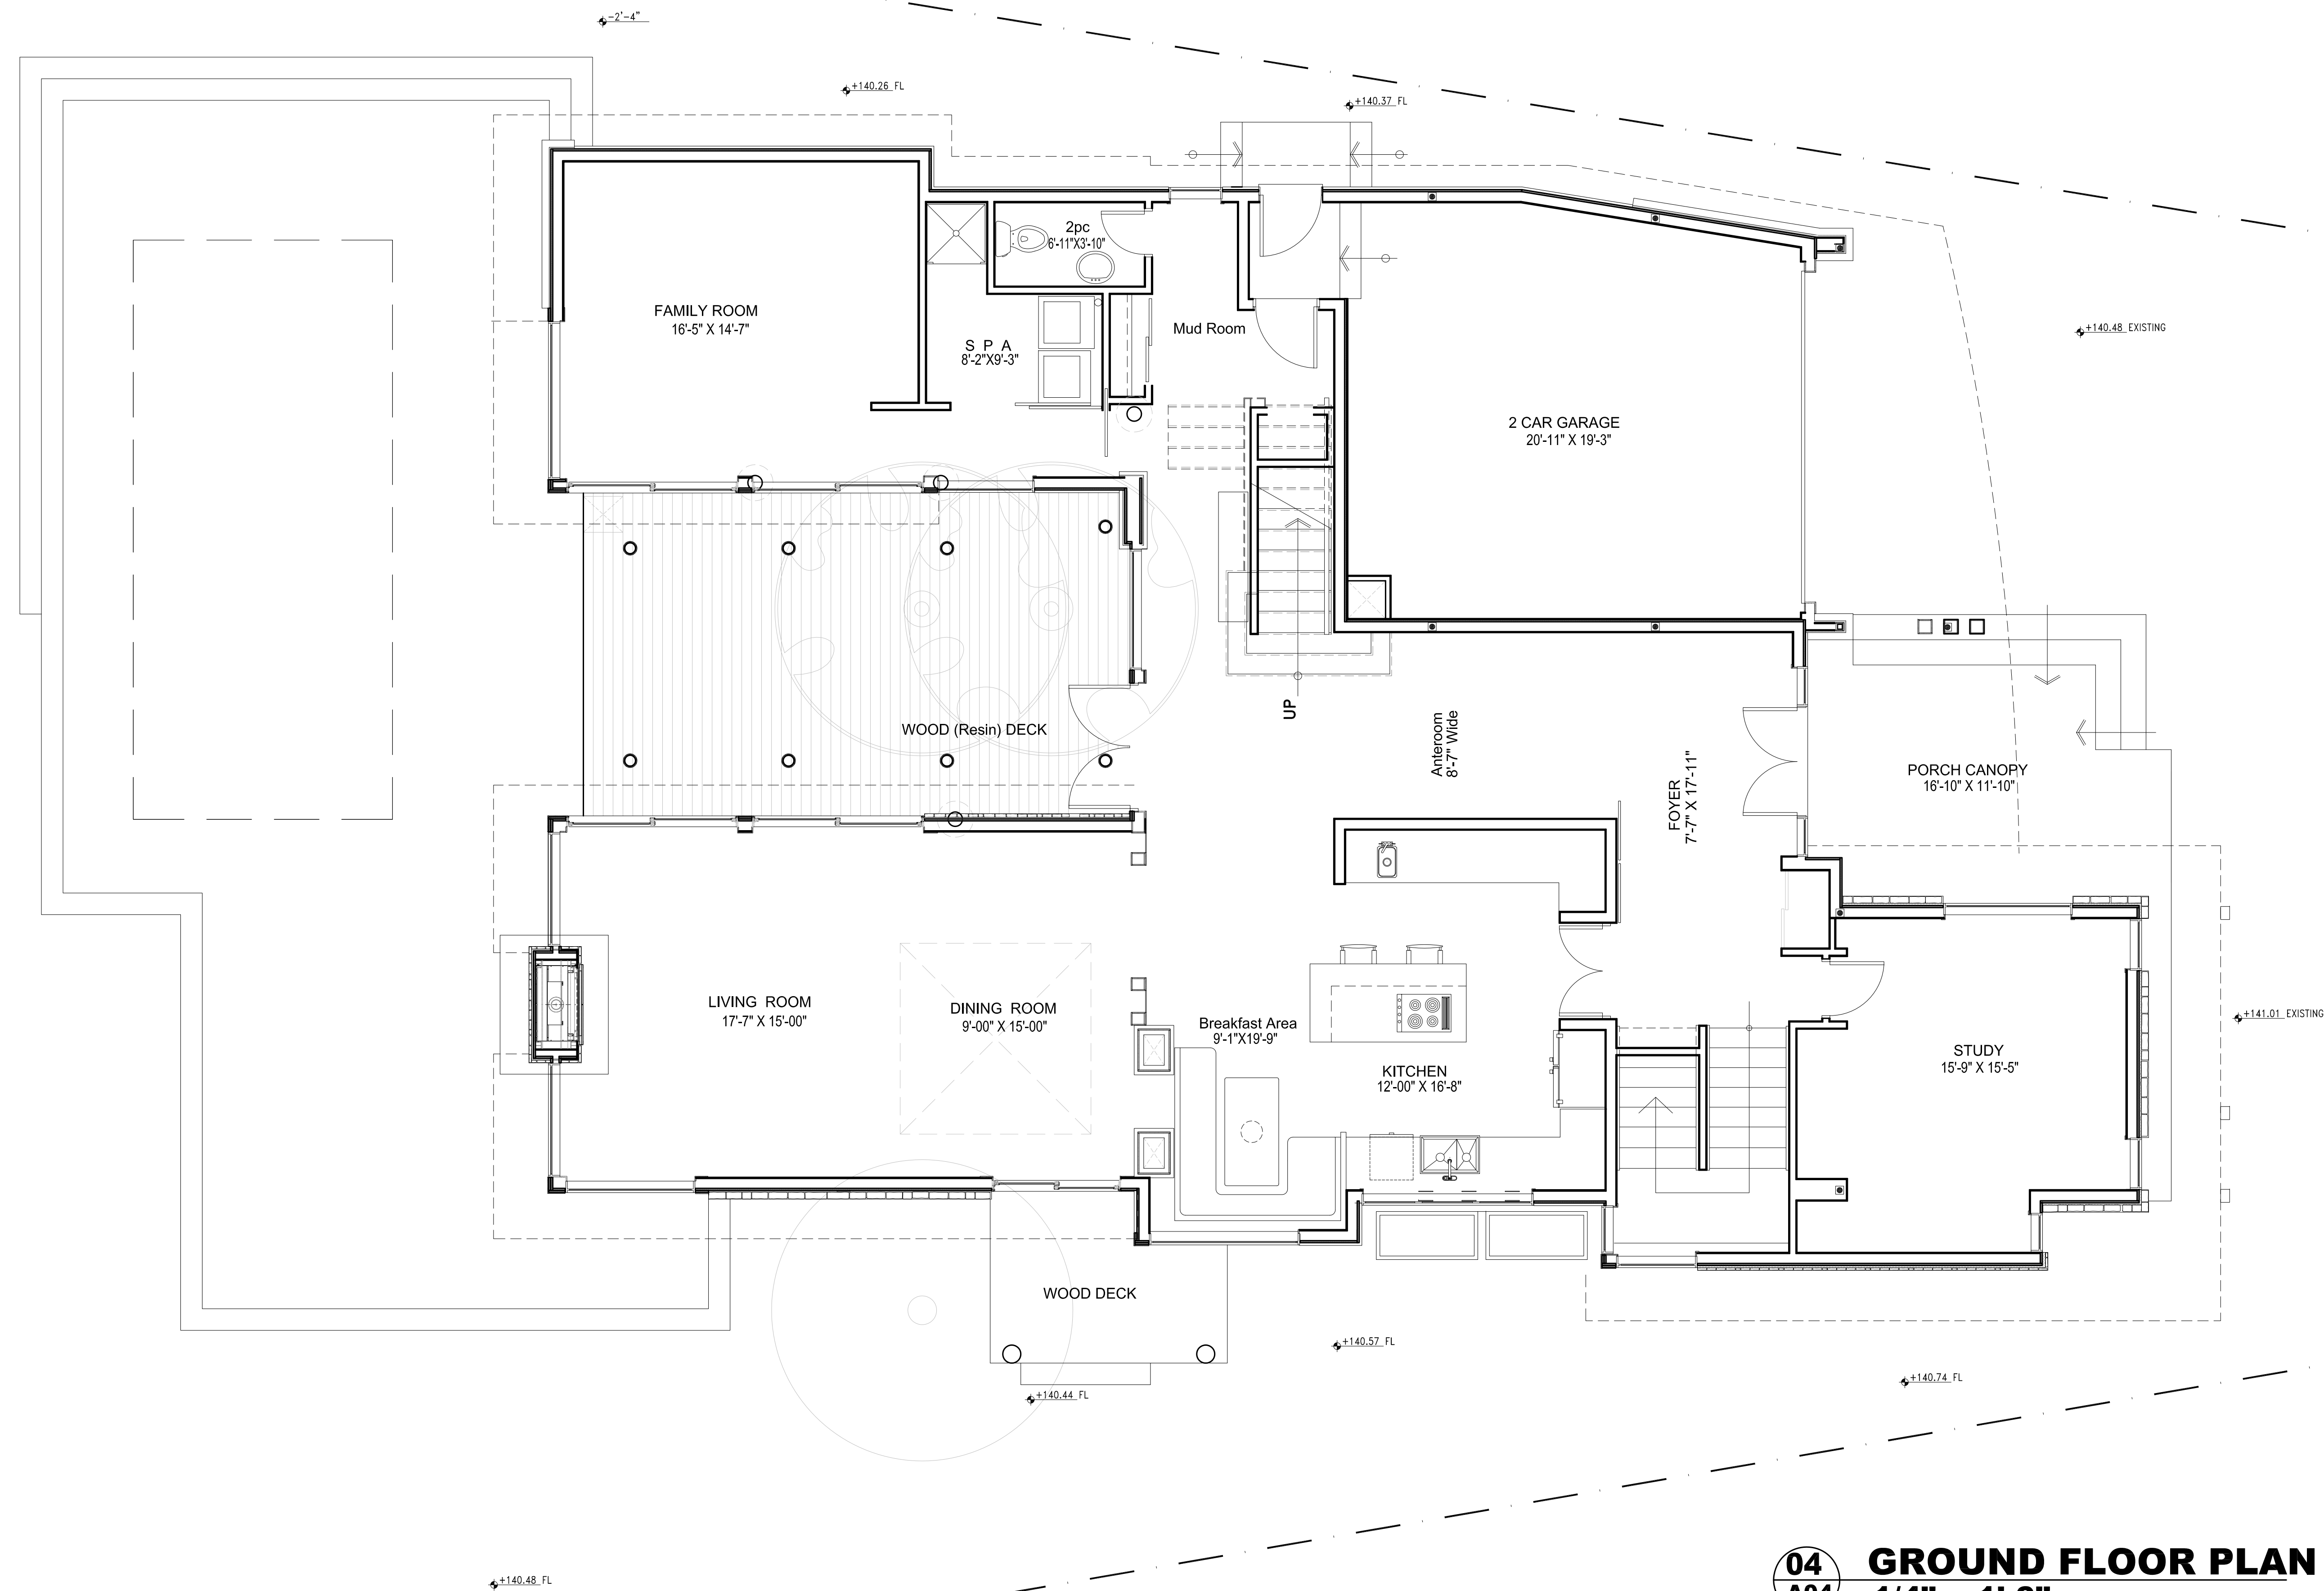 -2'-4"
+140.26 FL
+140.37 FL
2pc
6'-11"X3'-10"
FAMILY ROOM
16'-5" X 14'-7"
S P A
8'-2"X9'-3"
Mud Room
+140.48 EXISTING
2 CAR GARAGE
20'-11" X 19'-3"
UP
WOOD (Resin) DECK
Anteroom
8'-7" Wide
FOYER
7'-7" X 17'-11"
PORCH CANOPY
16'-10" X 11'-10"
LIVING ROOM
17'-7" X 15'-00"
DINING ROOM
9'-00" X 15'-00"
Breakfast Area
9'-1"X19'-9"
KITCHEN
12'-00" X 16'-8"
STUDY
15'-9" X 15'-5"
+141.01 EXISTING
WOOD DECK
+140.57 FL
+140.44 FL
+140.74 FL
+140.48 FL
04
GROUND FLOOR PLAN